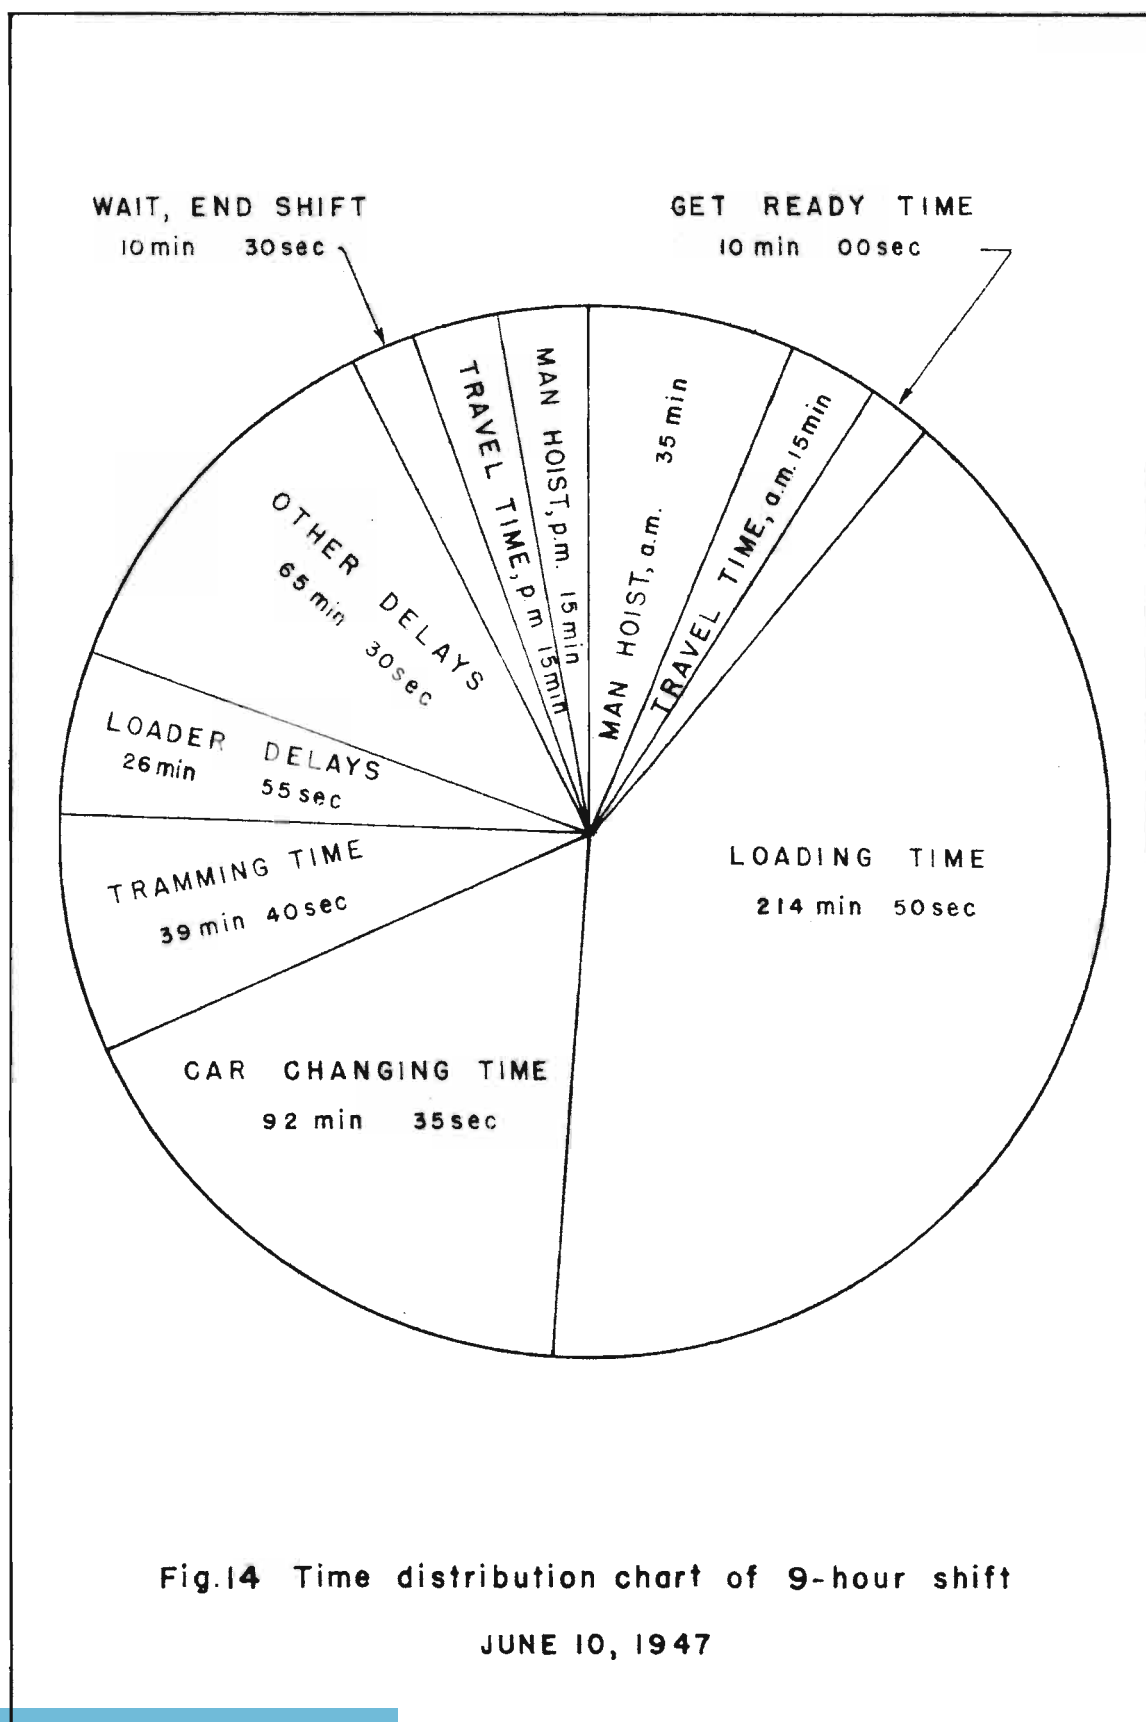 WAIT, END SHIFT
10 min 30 sec
GET READY TIME
10 min 00 sec
MAN HOIST, a.m. 35 min
TRAVEL TIME, a.m. 15 min
LOADING TIME
214 min 50 sec
CAR CHANGING TIME
92 min 35 sec
TRAMMING TIME
39 min 40 sec
LOADER DELAYS
26 min 55 sec
OTHER DELAYS
65 min 30 sec
TRAVEL TIME, p.m 15 min
MAN HOIST, p.m. 15 min
Fig. 14 Time distribution chart of 9-hour shift
JUNE 10, 1947